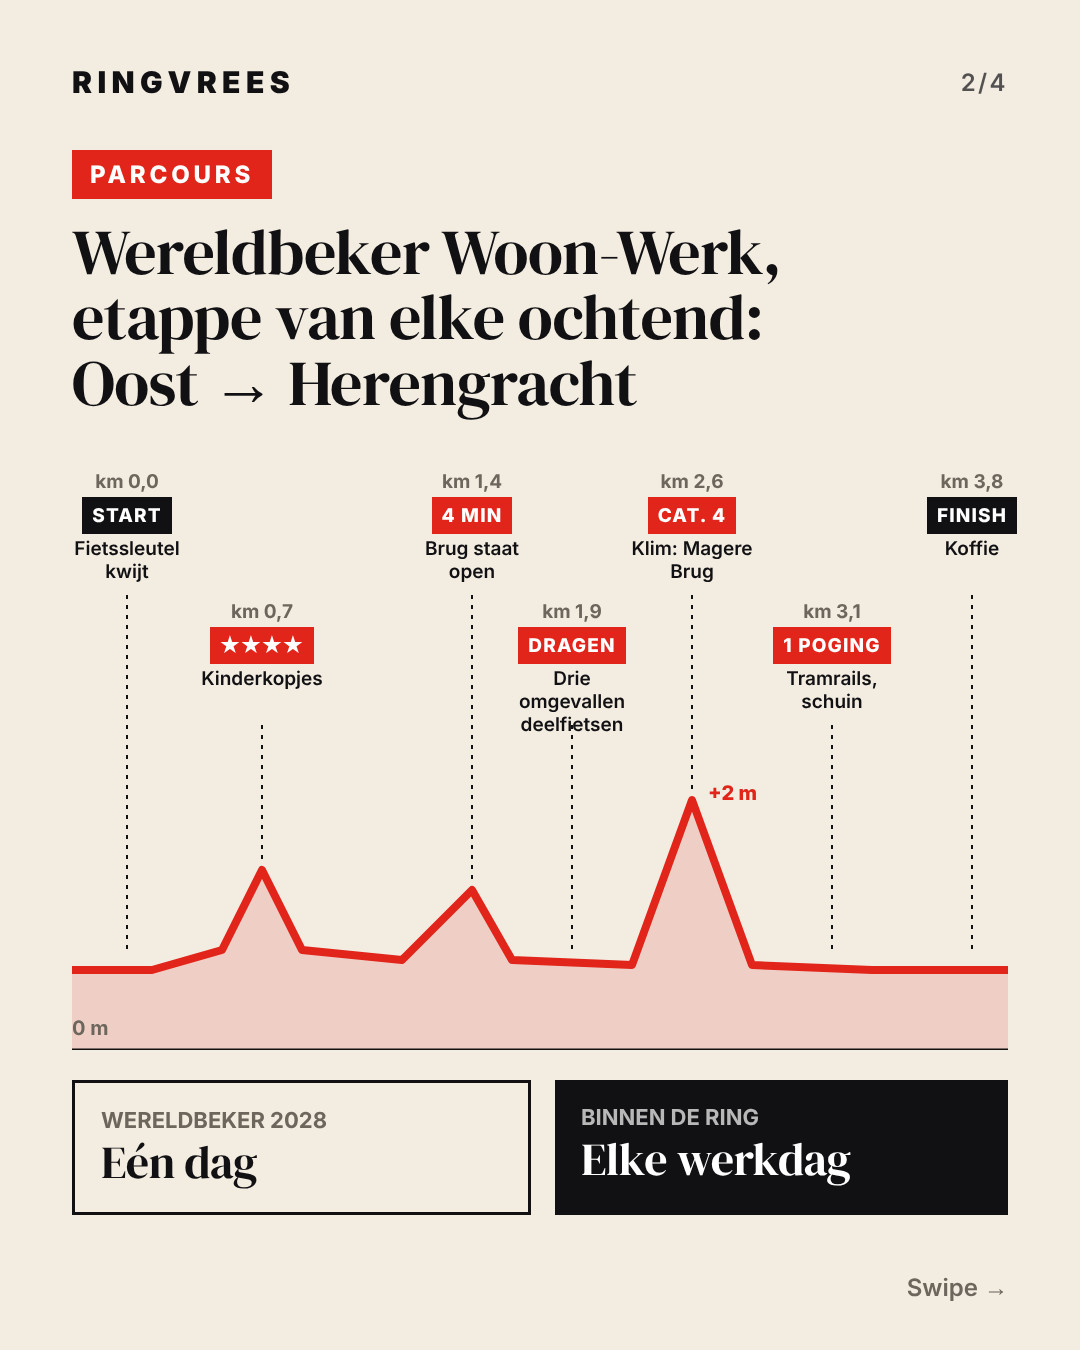 RINGVREES
2/4
PARCOURS
Wereldbeker Woon-Werk,
etappe van elke ochtend:
Oost → Herengracht
km 0,0
START
Fietssleutel
kwijt
km 0,7
★★★★
Kinderkopjes
km 1,4
4 MIN
Brug staat
open
km 1,9
DRAGEN
Drie
omgevallen
deelfietsen
km 2,6
CAT. 4
Klim: Magere
Brug
+2 m
km 3,1
1 POGING
Tramrails,
schuin
km 3,8
FINISH
Koffie
0 m
WERELDBEKER 2028
Eén dag
BINNEN DE RING
Elke werkdag
Swipe →